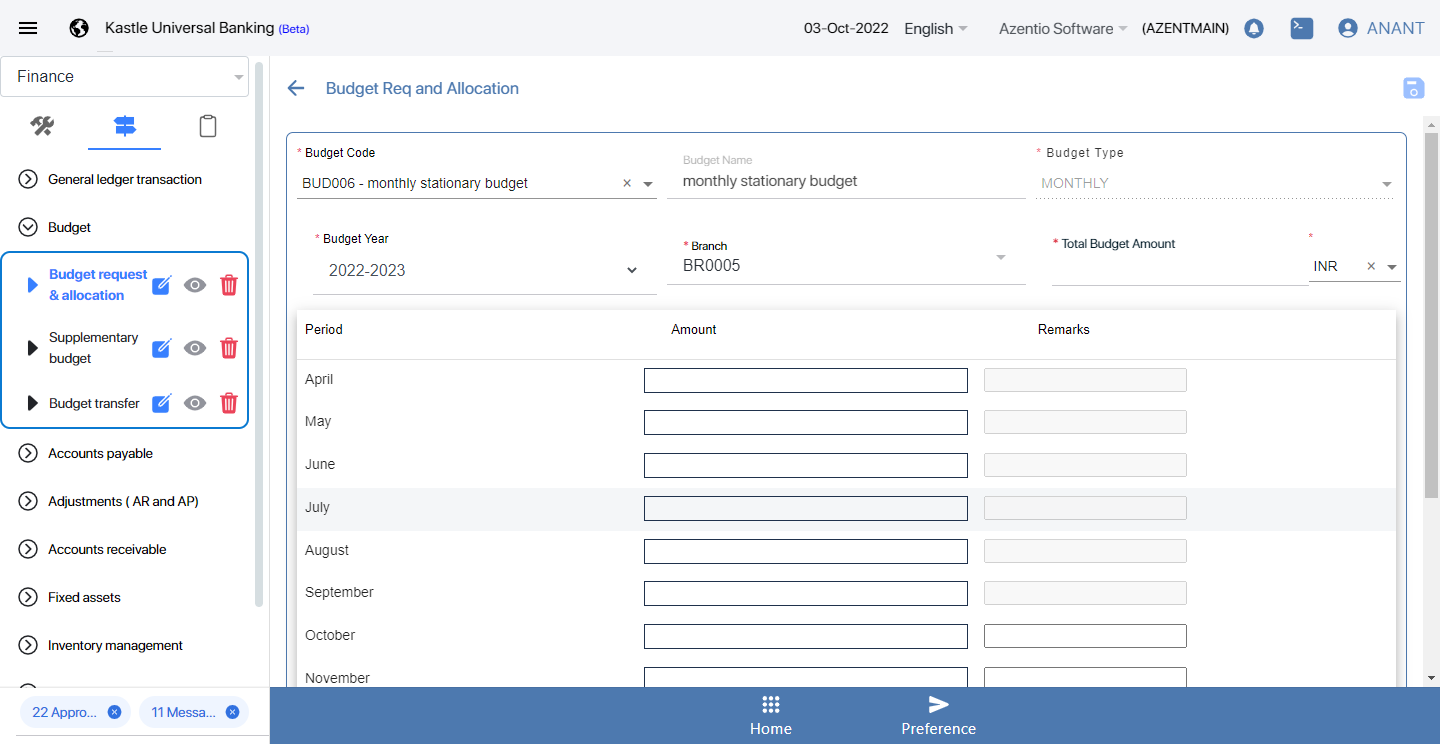 Kastle Universal Banking (Beta)
03-Oct-2022
English
Azentio Software
(AZENTMAIN)
ANANT
Finance
General ledger transaction
Budget
Budget request
& allocation
Supplementary
budget
Budget transfer
Accounts payable
Adjustments ( AR and AP)
Accounts receivable
Fixed assets
Inventory management
22 Appro...
11 Messa...
Budget Req and Allocation
* Budget Code
BUD006 - monthly stationary budget
×
Budget Name
monthly stationary budget
* Budget Type
MONTHLY
* Budget Year
2022-2023
* Branch
BR0005
* Total Budget Amount
*
INR ×
Period Amount Remarks
April
May
June
July
August
September
October
November
Home
Preference